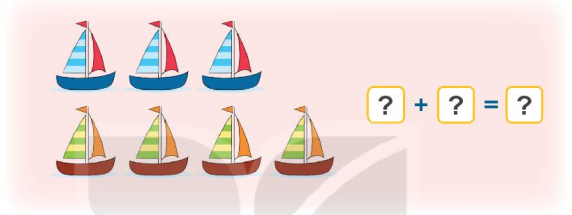 ? + ? = ?